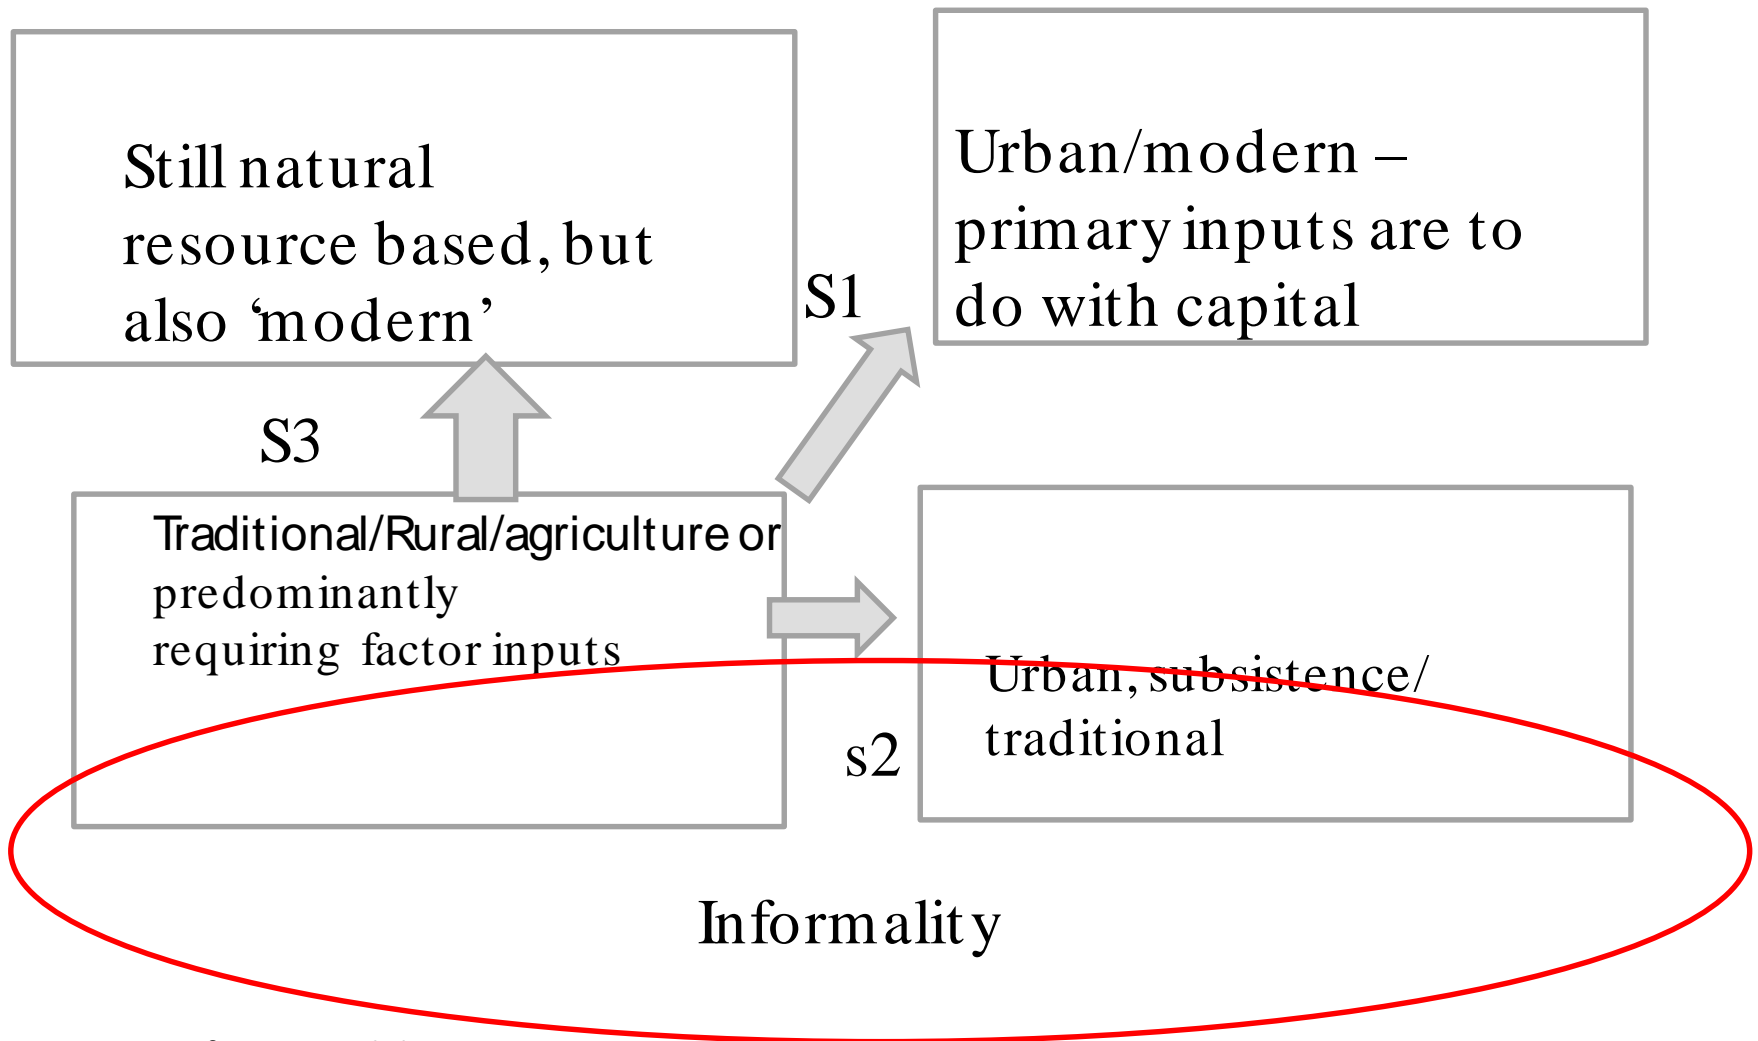 Still natural
resource based, but
also ‘modern’
Urban/modern –
primary inputs are to
do with capital
S1
S3
Traditional/Rural/agriculture or
predominantly
requiring factor inputs
Urban, subsistence/
traditional
s2
Informality